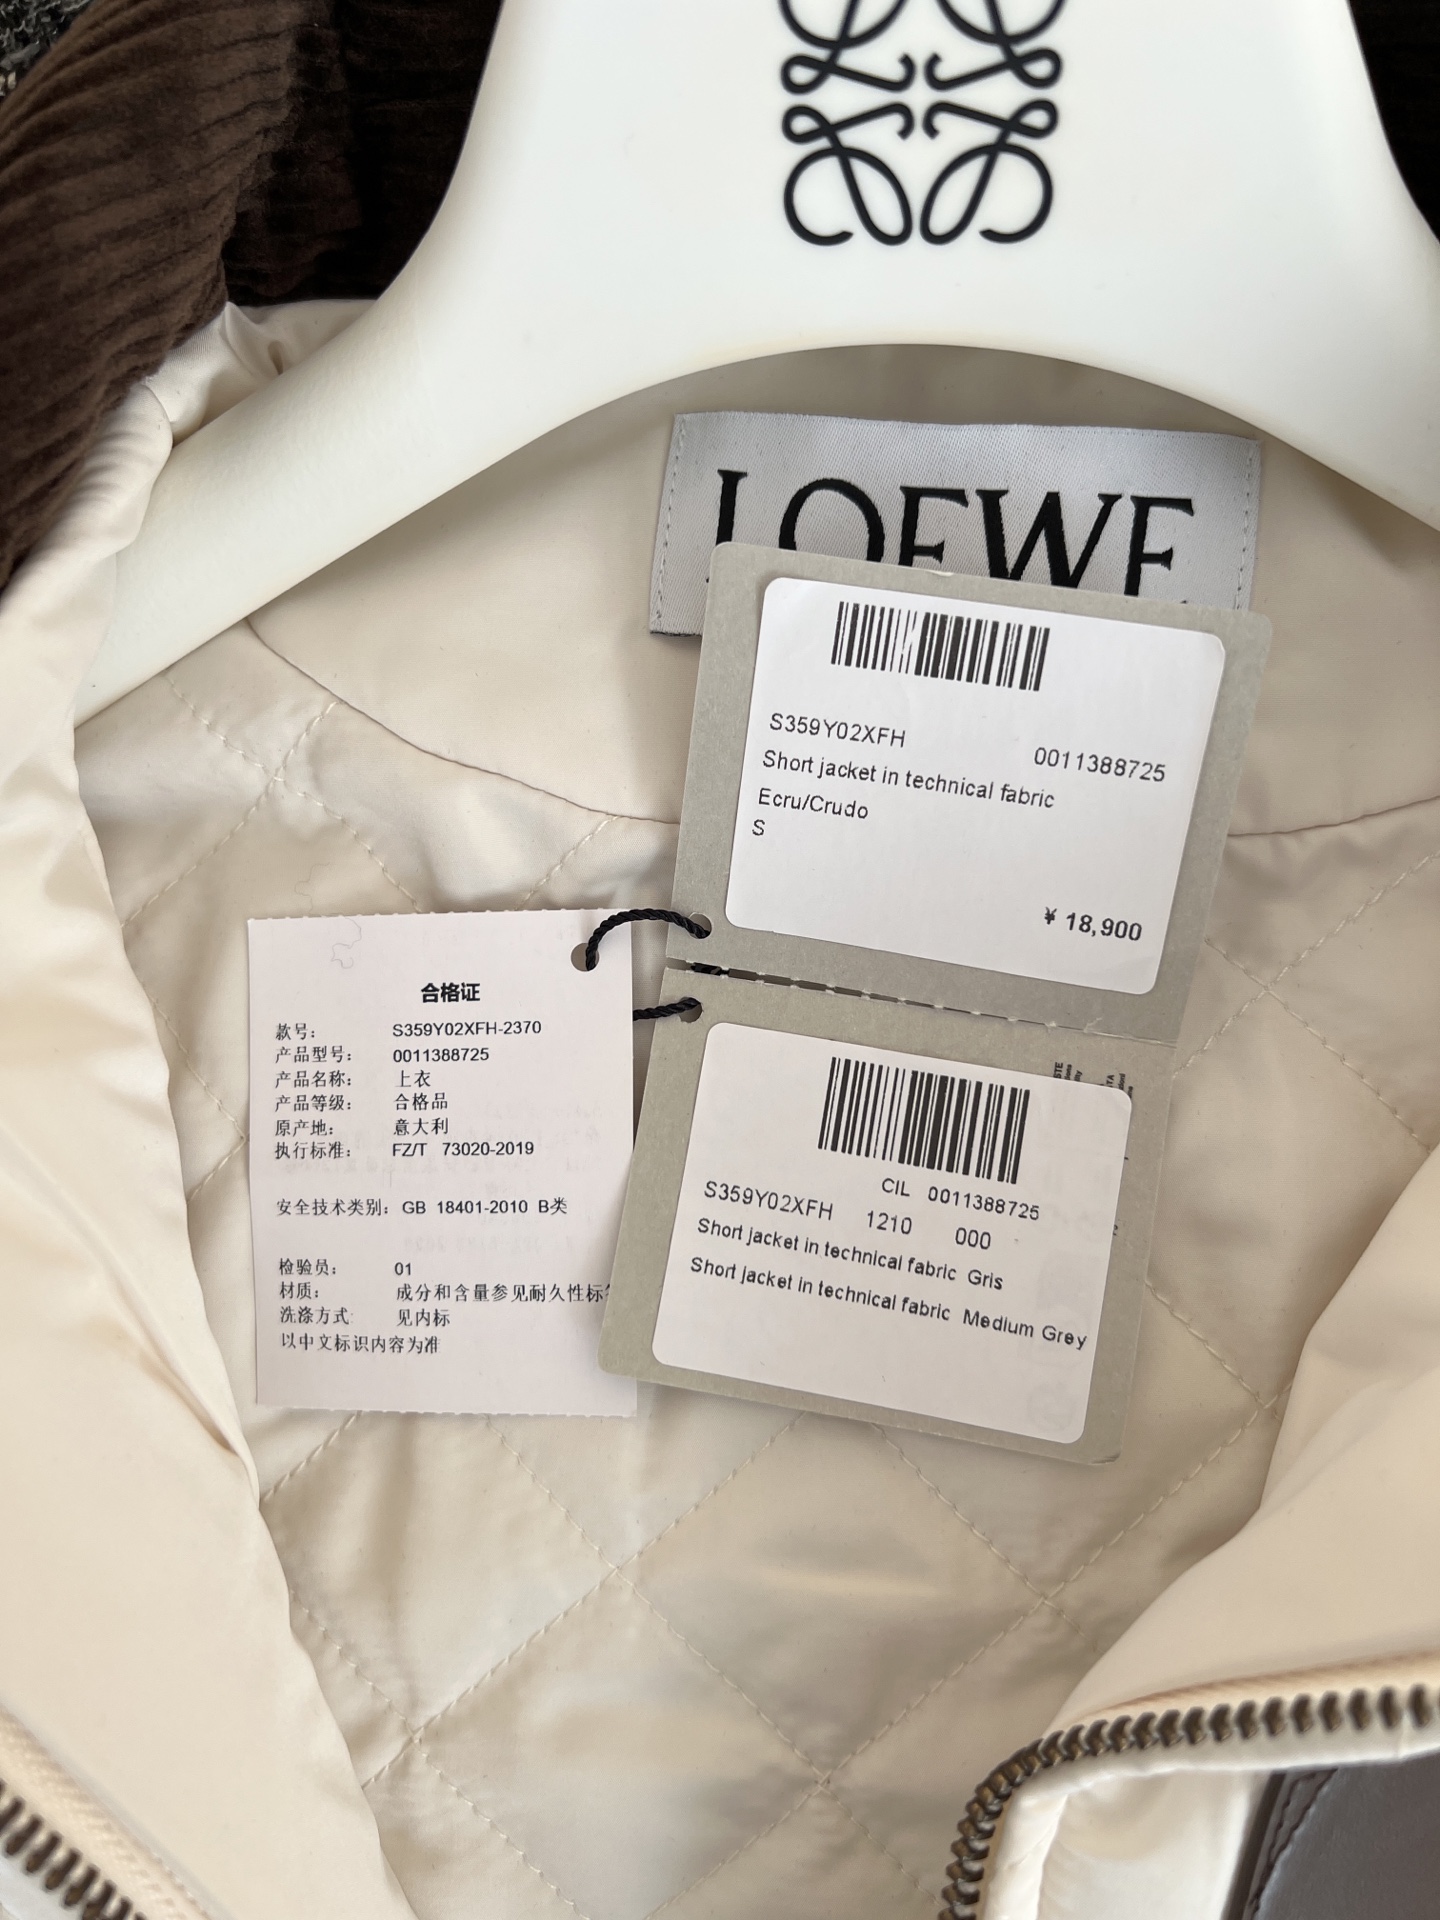 LOEWE
S359Y02XFH 0011388725
Short jacket in technical fabric
Ecru/Crudo
S
¥ 18,900
合格证
款号: S359Y02XFH-2370
产品型号: 0011388725
产品名称: 上衣
产品等级: 合格品
原产地: 意大利
执行标准: FZ/T 73020-2019
安全技术类别: GB 18401-2010 B类
检验员: 01
材质: 成分和含量参见耐久性标
洗涤方式: 见内标
以中文标识内容为准
CIL 0011388725
S359Y02XFH 1210 000
Short jacket in technical fabric Gris
Short jacket in technical fabric Medium Grey